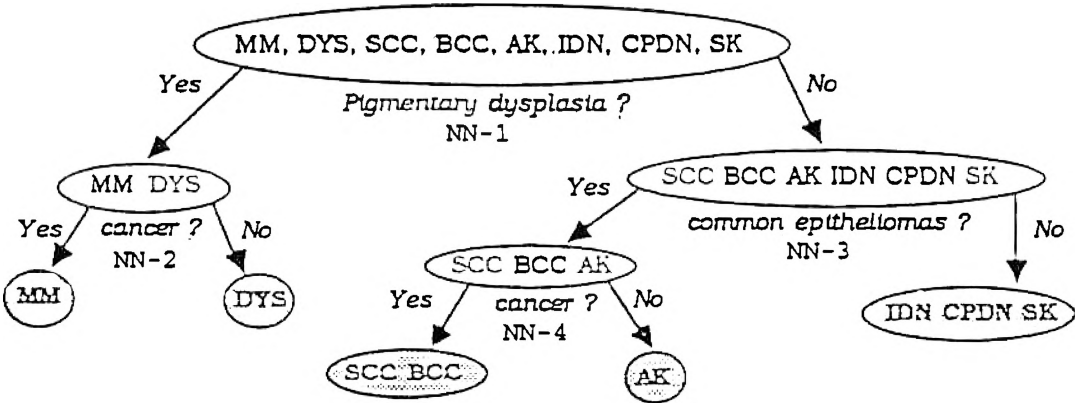 MM, DYS, SCC, BCC, AK, IDN, CPDN, SK
Yes
No
Pigmentary dysplasia ?
NN-1
MM DYS
SCC BCC AK IDN CPDN SK
Yes
Yes
cancer ?
No
common epitheliomas ?
No
NN-2
NN-3
SCC BCC AK
MM
DYS
Yes
cancer ?
No
IDN CPDN SK
NN-4
SCC BCC
AK